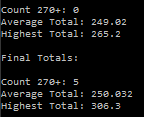 Count 270+: 0
Average Total: 249.02
Highest Total: 265.2
Final Totals:
Count 270+: 5
Average Total: 250.032
Highest Total: 306.3